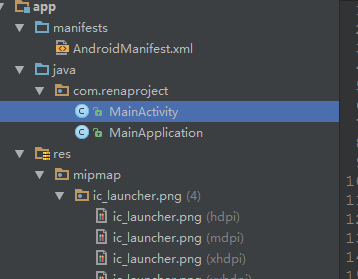 app
manifests
AndroidManifest.xml
java
com.renaproject
C MainActivity
C MainApplication
res
mipmap
ic_launcher.png (4)
ic_launcher.png (hdpi)
ic_launcher.png (mdpi)
ic_launcher.png (xhdpi)